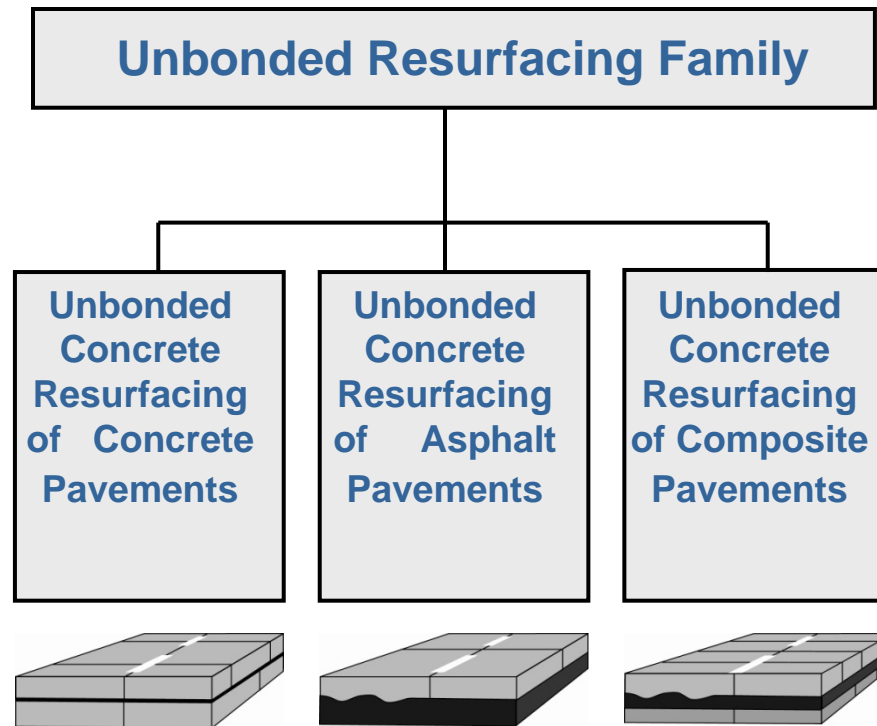 Unbonded Resurfacing Family
Unbonded
Concrete
Resurfacing
of Concrete
Pavements
Unbonded
Concrete
Resurfacing
of Asphalt
Pavements
Unbonded
Concrete
Resurfacing
of Composite
Pavements